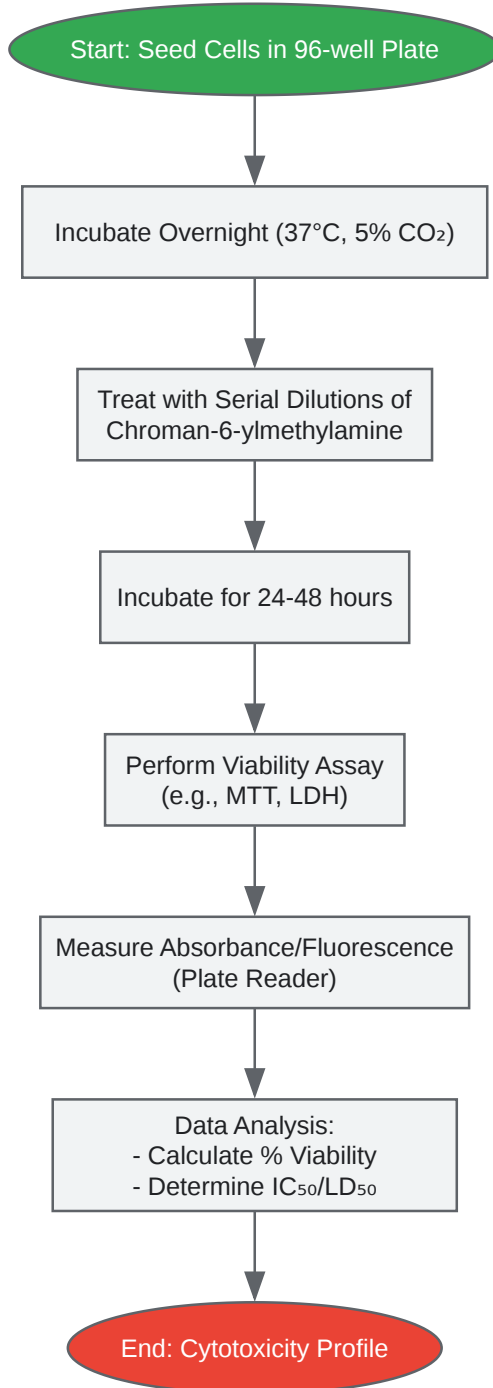 Start: Seed Cells in 96-well Plate
Incubate Overnight (37°C, 5% CO₂)
Treat with Serial Dilutions of
Chroman-6-ylmethylamine
Incubate for 24-48 hours
Perform Viability Assay
(e.g., MTT, LDH)
Measure Absorbance/Fluorescence
(Plate Reader)
Data Analysis:
- Calculate % Viability
- Determine IC₅₀/LD₅₀
End: Cytotoxicity Profile